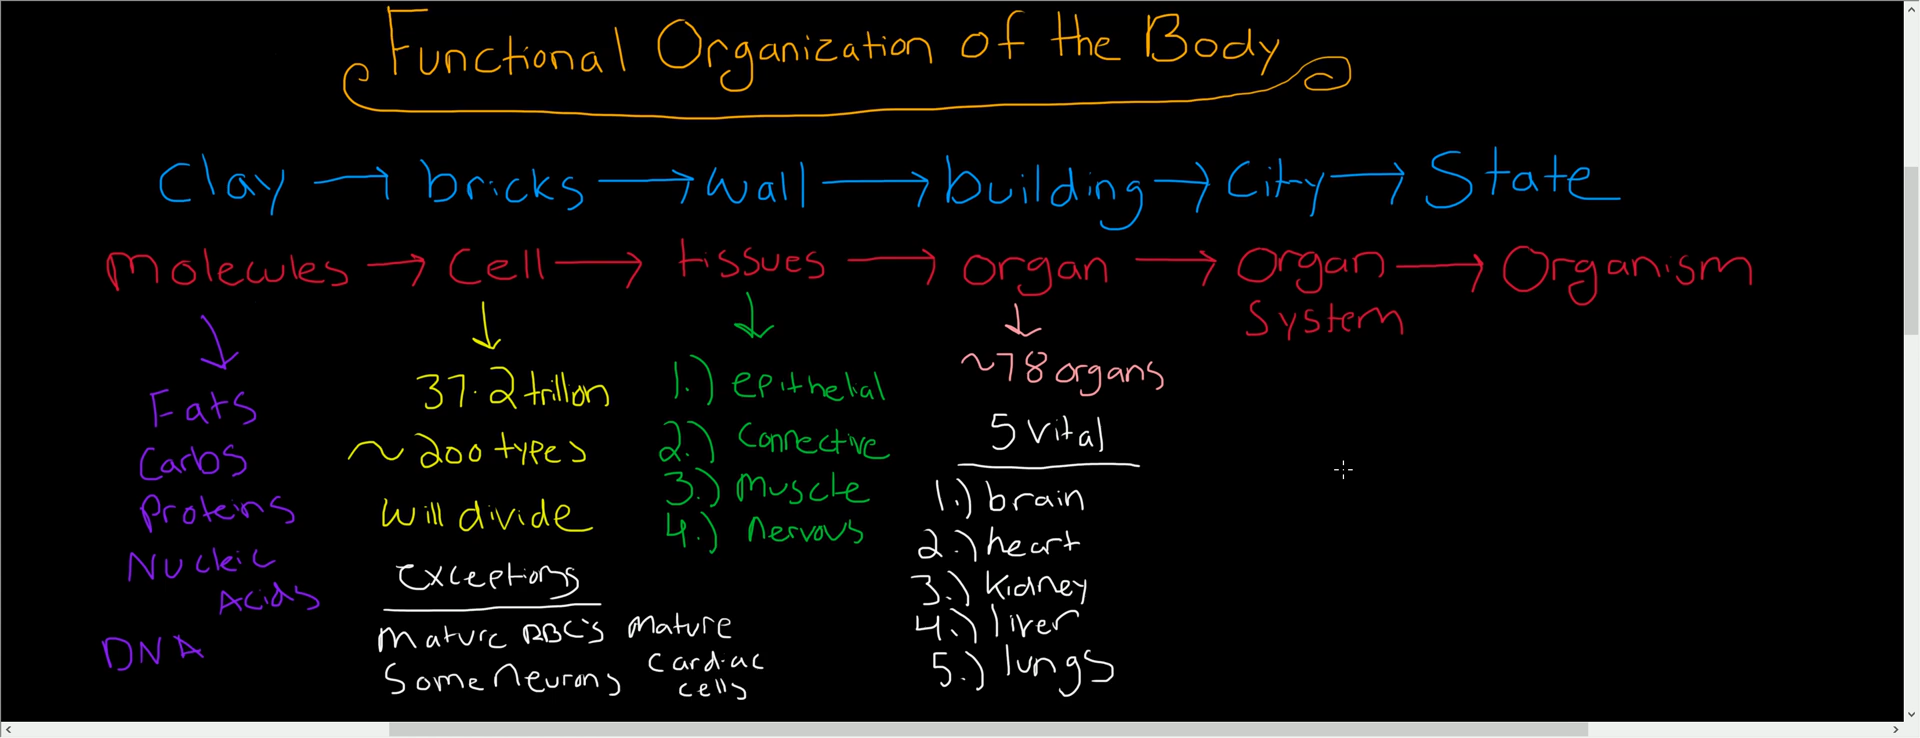 Functional Organization of the Body
Clay → bricks → wall → building → City → State
Molecules → Cell → tissues → organ → Organ System → Organism
Fats
Carbs
Proteins
Nucleic
Acids
DNA
37.2 trillion
~ 200 types
will divide
exceptions
Mature RBC's
Some Neurons
Mature
Cardiac
cells
1.) epithelial
2.) Connective
3.) Muscle
4.) nervous
~78 organs
5 Vital
1.) brain
2.) heart
3.) kidney
4.) liver
5.) lungs